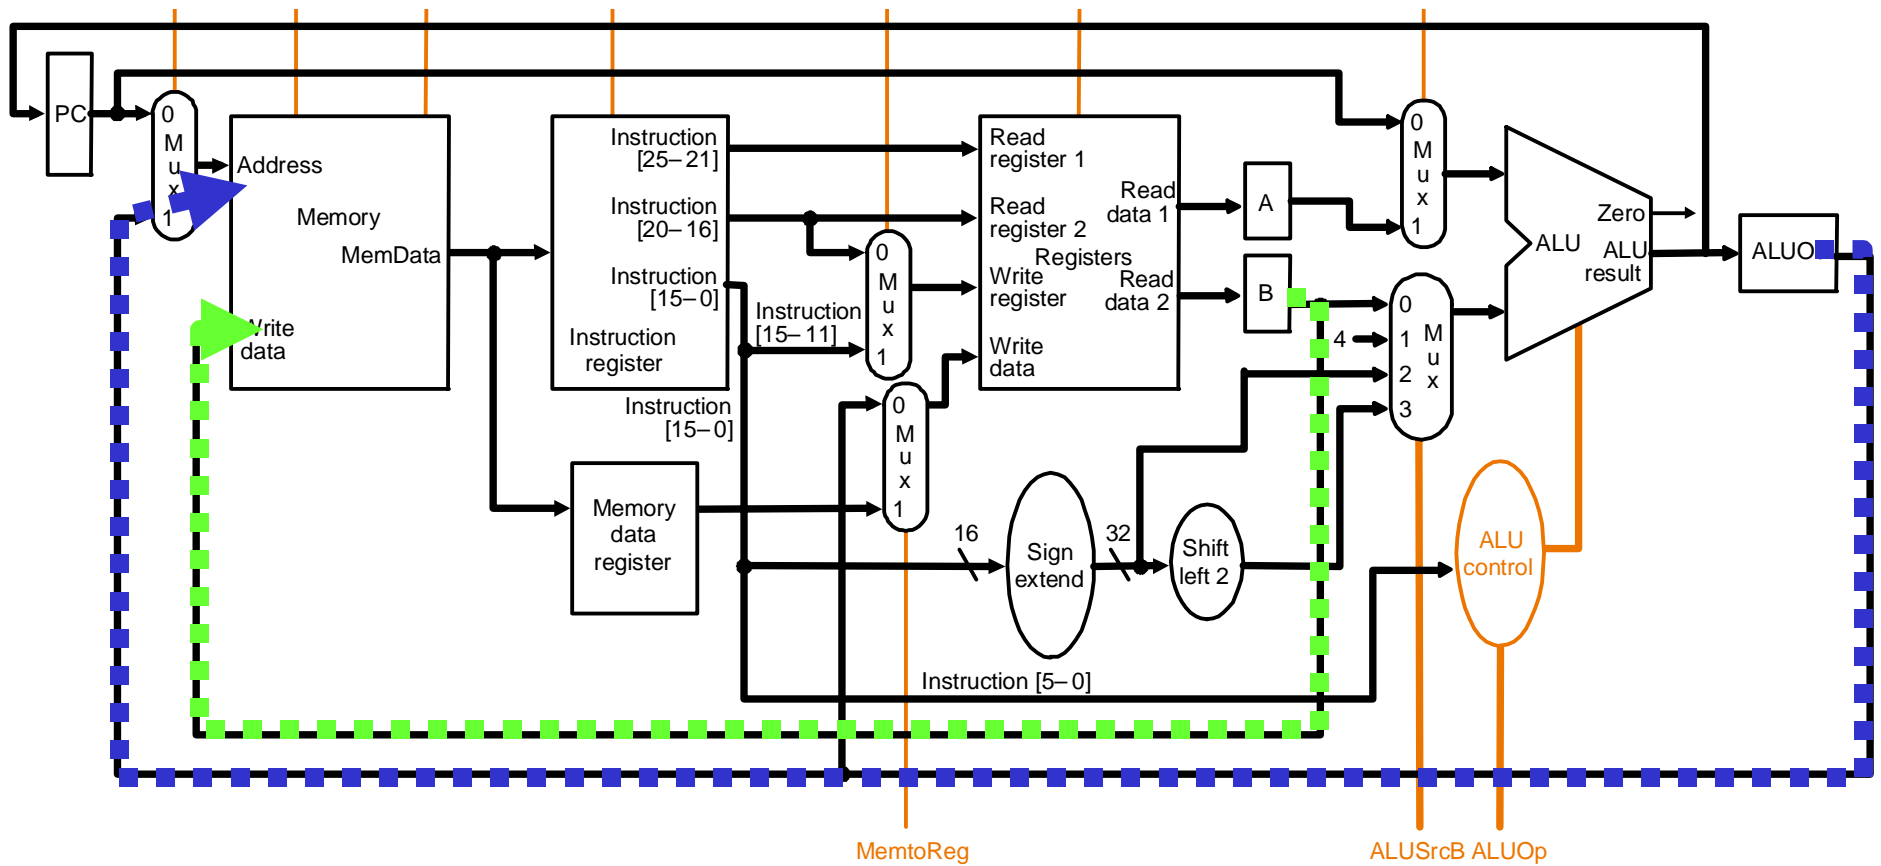 PC
0
M
u
x
1
Address
Memory
MemData
Write
data
Instruction
[25–21]
Instruction
[20–16]
Instruction
[15–0]
Instruction
register
Instruction
[15–0]
Instruction
[15–11]
Memory
data
register
0
M
u
x
1
0
M
u
x
1
Read
register 1
Read
register 2
Registers
Write
register
Write
data
Read
data 1
Read
data 2
16
Sign
extend
32
Shift
left 2
A
B
4
0
M
u
x
1
0
1
2
3
M
u
x
Zero
ALU
ALU
result
ALUO
ALU
control
Instruction [5–0]
MemtoReg
ALUSrcB ALUOp